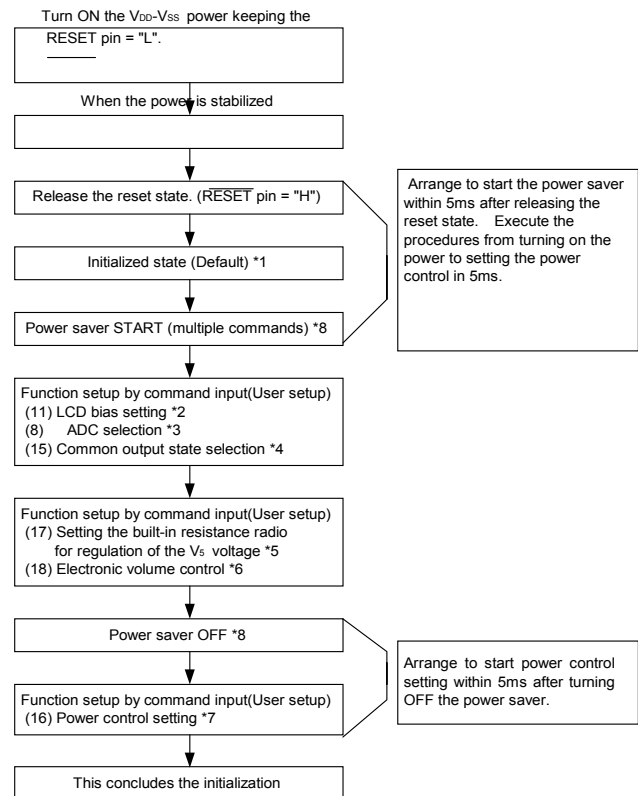 Turn ON the VDD-VSS power keeping the
RESET pin = "L".
When the power is stabilized
Release the reset state. (RESET pin = "H")
Initialized state (Default) *1
Power saver START (multiple commands) *8
Arrange to start the power saver
within 5ms after releasing the
reset state. Execute the
procedures from turning on the
power to setting the power
control in 5ms.
Function setup by command input(User setup)
(11) LCD bias setting *2
(8) ADC selection *3
(15) Common output state selection *4
Function setup by command input(User setup)
(17) Setting the built-in resistance radio
for regulation of the V5 voltage *5
(18) Electronic volume control *6
Power saver OFF *8
Function setup by command input(User setup)
(16) Power control setting *7
Arrange to start power control
setting within 5ms after turning
OFF the power saver.
This concludes the initialization